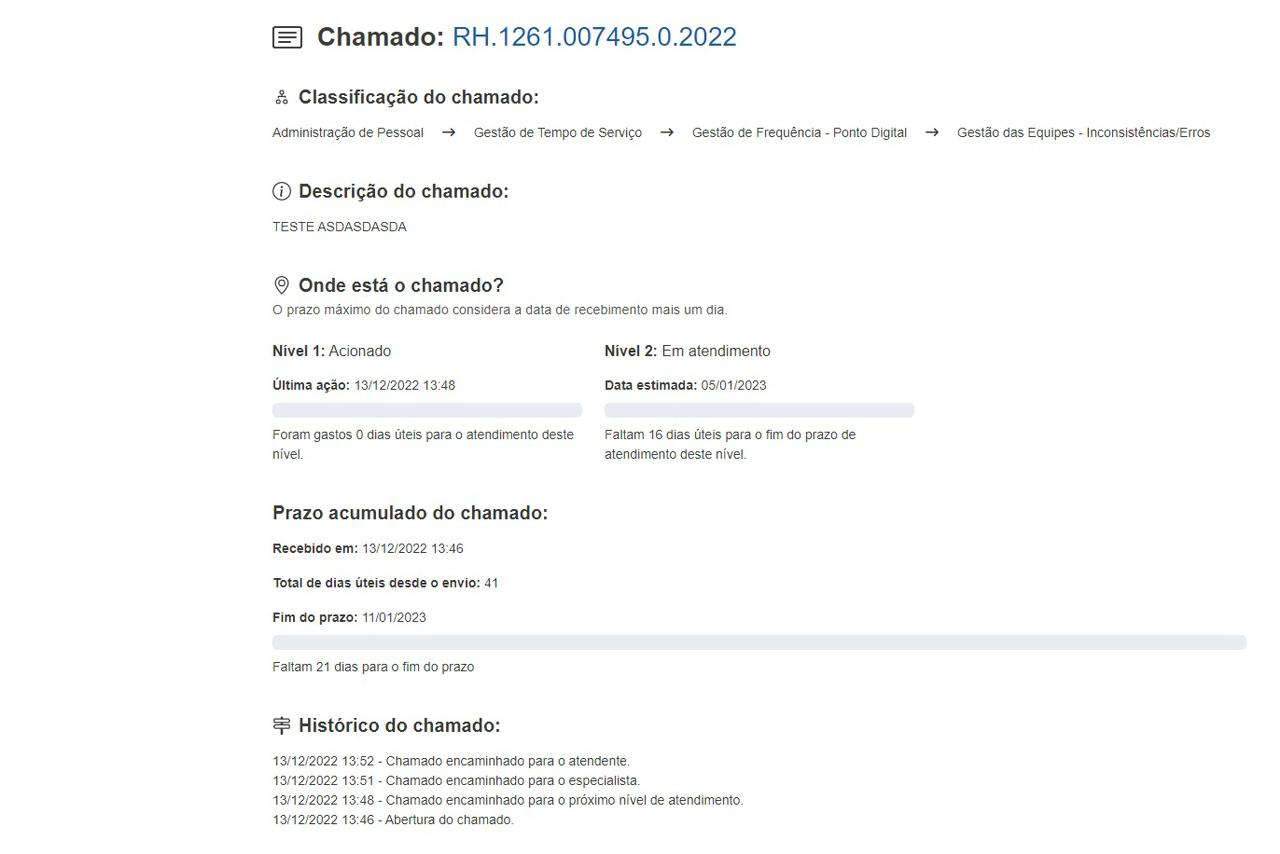 Chamado: RH.1261.007495.0.2022
Classificação do chamado:
Administração de Pessoal → Gestão de Tempo de Serviço → Gestão de Frequência - Ponto Digital → Gestão das Equipes - Inconsistências/Erros
Descrição do chamado:
TESTE ASDASDASDA
Onde está o chamado?
O prazo máximo do chamado considera a data de recebimento mais um dia.
Nível 1: Acionado
Última ação: 13/12/2022 13:48
Foram gastos 0 dias úteis para o atendimento deste
nível.
Nível 2: Em atendimento
Data estimada: 05/01/2023
Faltam 16 dias úteis para o fim do prazo de
atendimento deste nível.
Prazo acumulado do chamado:
Recebido em: 13/12/2022 13:46
Total de dias úteis desde o envio: 41
Fim do prazo: 11/01/2023
Faltam 21 dias para o fim do prazo
Histórico do chamado:
13/12/2022 13:52 - Chamado encaminhado para o atendente.
13/12/2022 13:51 - Chamado encaminhado para o especialista.
13/12/2022 13:48 - Chamado encaminhado para o próximo nível de atendimento.
13/12/2022 13:46 - Abertura do chamado.